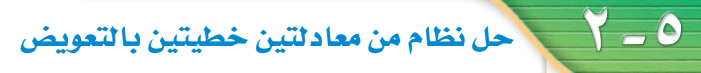 ٥ - ٢ حل نظام من معادلتين خطيتين بالتعويض